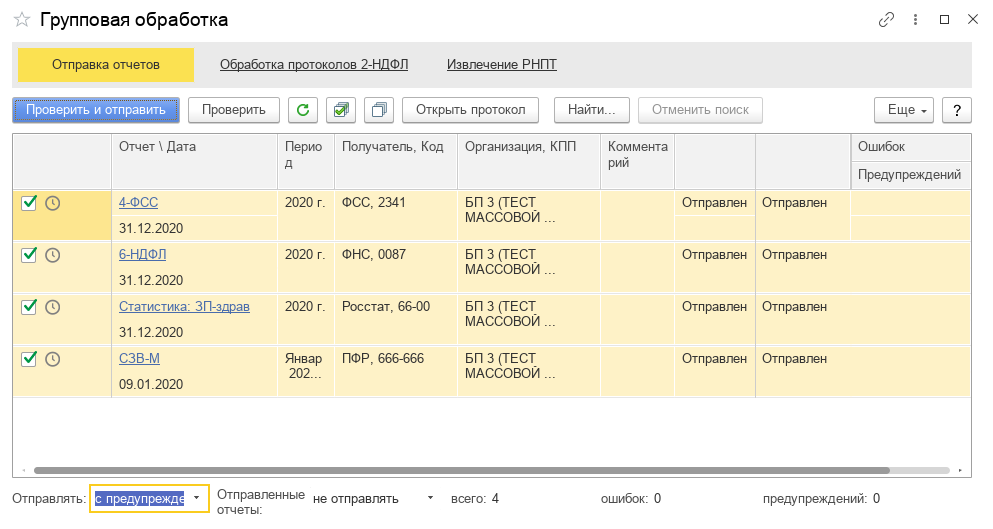 Групповая обработка
Отправка отчетов Обработка протоколов 2-НДФЛ Извлечение РНПТ
Проверить и отправить Проверить Открыть протокол Найти... Отменить поиск Еще ?
Отчет \ Дата Перио Получатель, Код Организация, КПП Коммента Ошибок
д рий Предупреждений
4-ФСС 2020 г. ФСС, 2341 БП 3 (ТЕСТ Отправлен Отправлен
МАССОВОЙ ...
31.12.2020
6-НДФЛ 2020 г. ФНС, 0087 БП 3 (ТЕСТ Отправлен Отправлен
МАССОВОЙ ...
31.12.2020
Статистика: ЗП-здрав 2020 г. Росстат, 66-00 БП 3 (ТЕСТ Отправлен Отправлен
МАССОВОЙ ...
31.12.2020
СЗВ-М Январ ПФР, 666-666 БП 3 (ТЕСТ Отправлен Отправлен
202... МАССОВОЙ ...
09.01.2020
Отправлять: с предупрежде Отправленные не отправлять всего: 4 ошибок: 0 предупреждений: 0
отчеты: